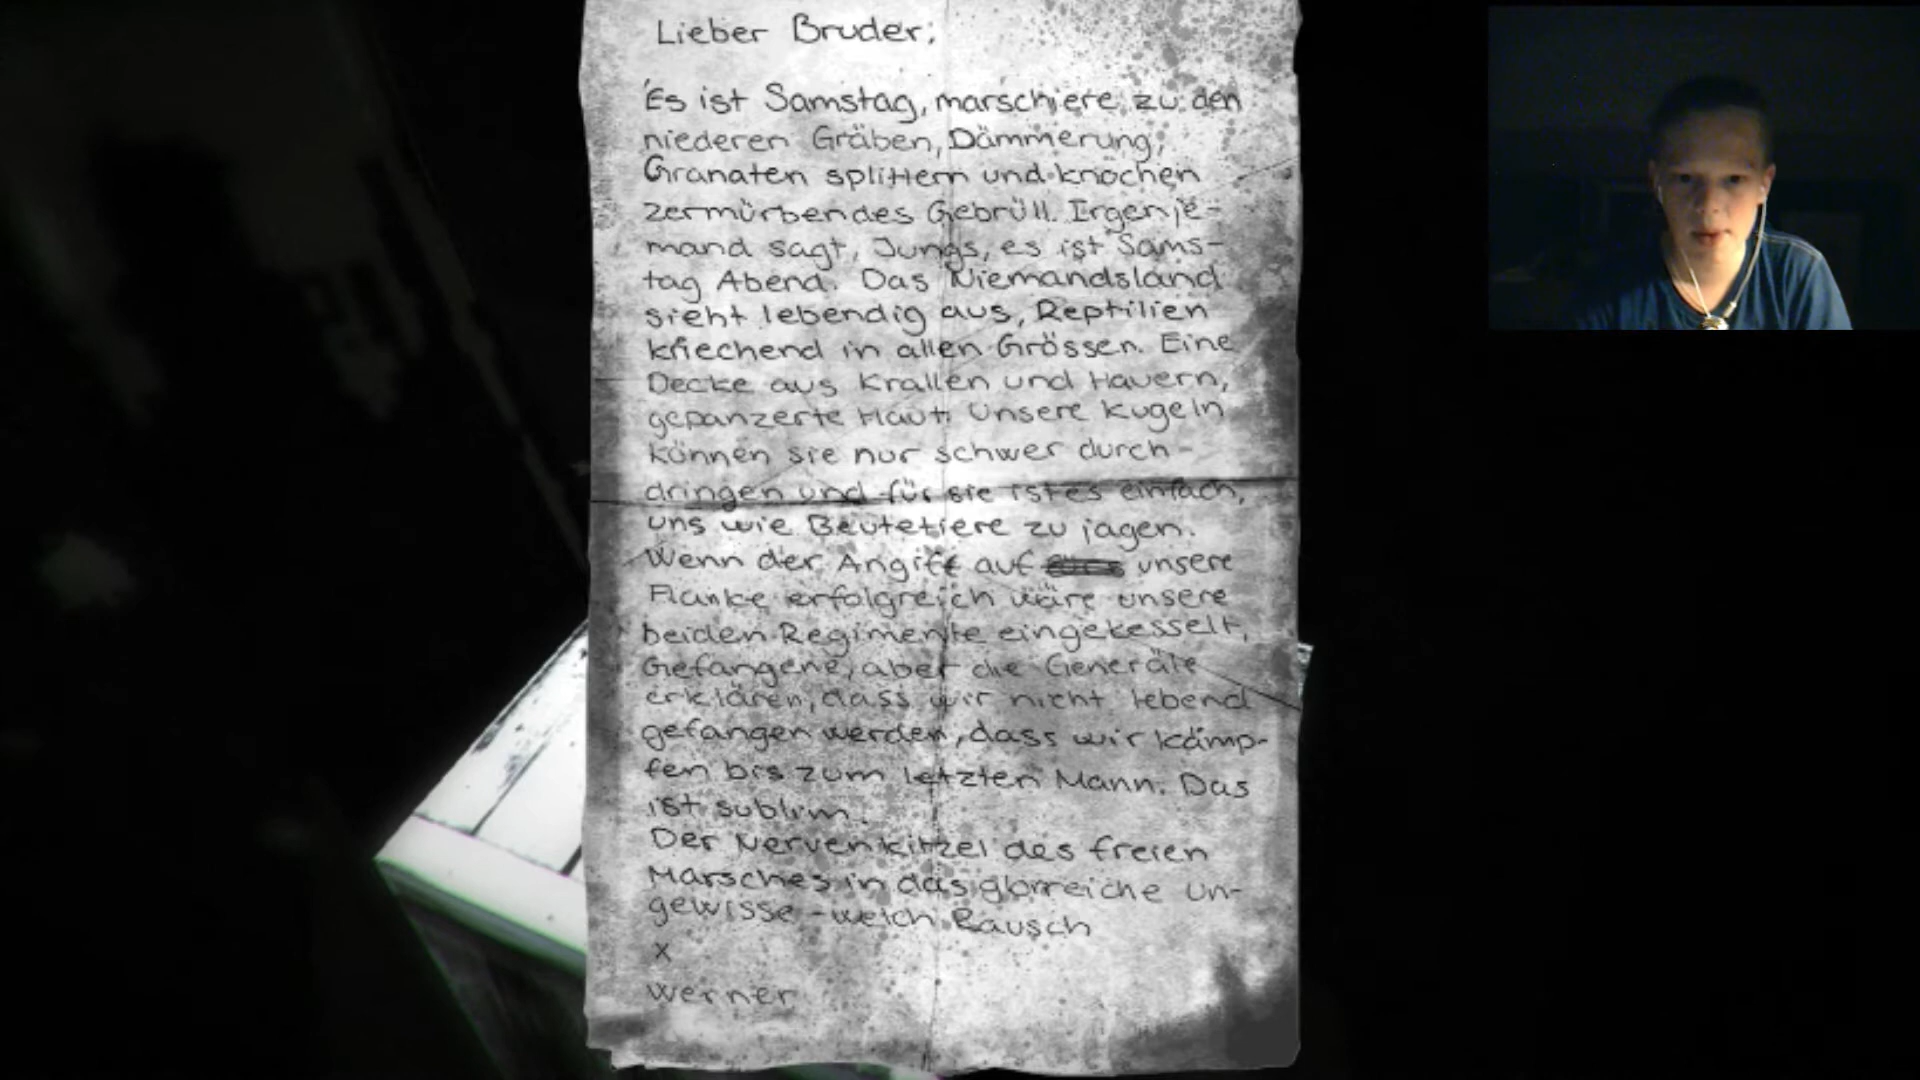 Lieber Bruder;
Es ist Samstag, marschiere zu den
niederen Gräben, Dämmerung;
Granaten splittern und knochen
zermürbendes Gebrüll. Irgenje-
mand sagt, Jungs, es ist Sams-
tag Abend. Das Niemandsland
sieht lebendig aus, Reptilien
kriechend in allen Grössen. Eine
Decke aus Krallen und Hauern,
gepanzerte Haut. Unsere Kugeln
können sie nur schwer durch-
dringen und für sie ist es einfach,
uns wie Beutetiere zu jagen.
Wenn der Angiff auf unsere
Flanke erfolgreich wäre unsere
beiden Regimente eingekesselt,
Gefangene, aber die Generäle
erklären, dass wir nicht lebend
gefangen werden, dass wir kämp-
fen bis zum letzten Mann. Das
ist sublim.
Der Nervenkitzel des freien
Marsches in das glorreiche Un-
gewisse - welch Rausch
x
Werner